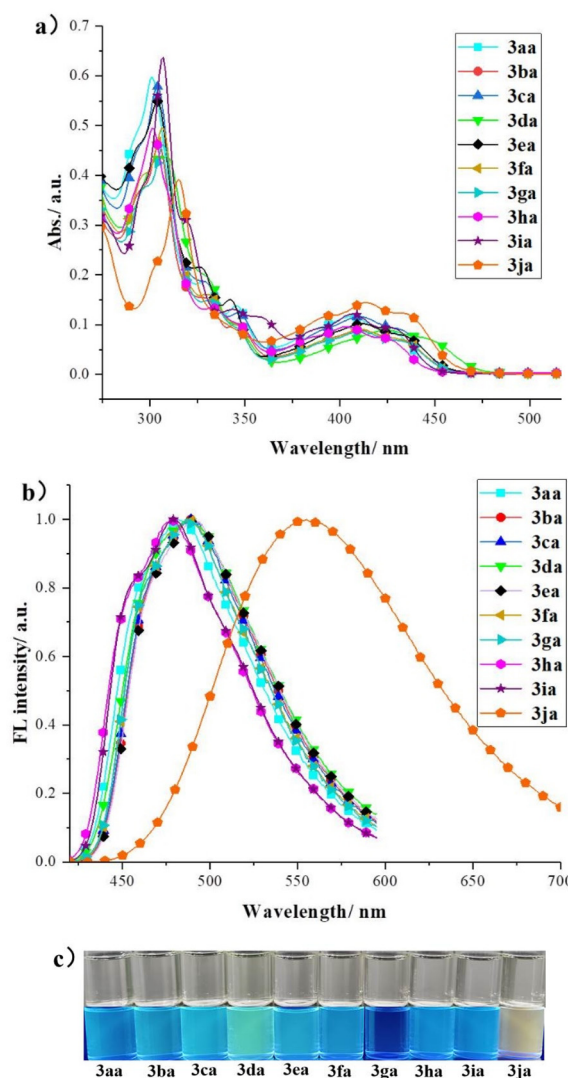 a)
Abs./ a.u.
0.7
0.6
0.5
0.4
0.3
0.2
0.1
0.0
300
350
400
450
500
Wavelength/ nm
3aa
3ba
3ca
3da
3ea
3fa
3ga
3ha
3ia
3ja
b)
FL intensity/ a.u.
1.0
0.8
0.6
0.4
0.2
0.0
450
500
550
600
650
700
Wavelength/ nm
3aa
3ba
3ca
3da
3ea
3fa
3ga
3ha
3ia
3ja
c)
3aa 3ba 3ca 3da 3ea 3fa 3ga 3ha 3ia 3ja